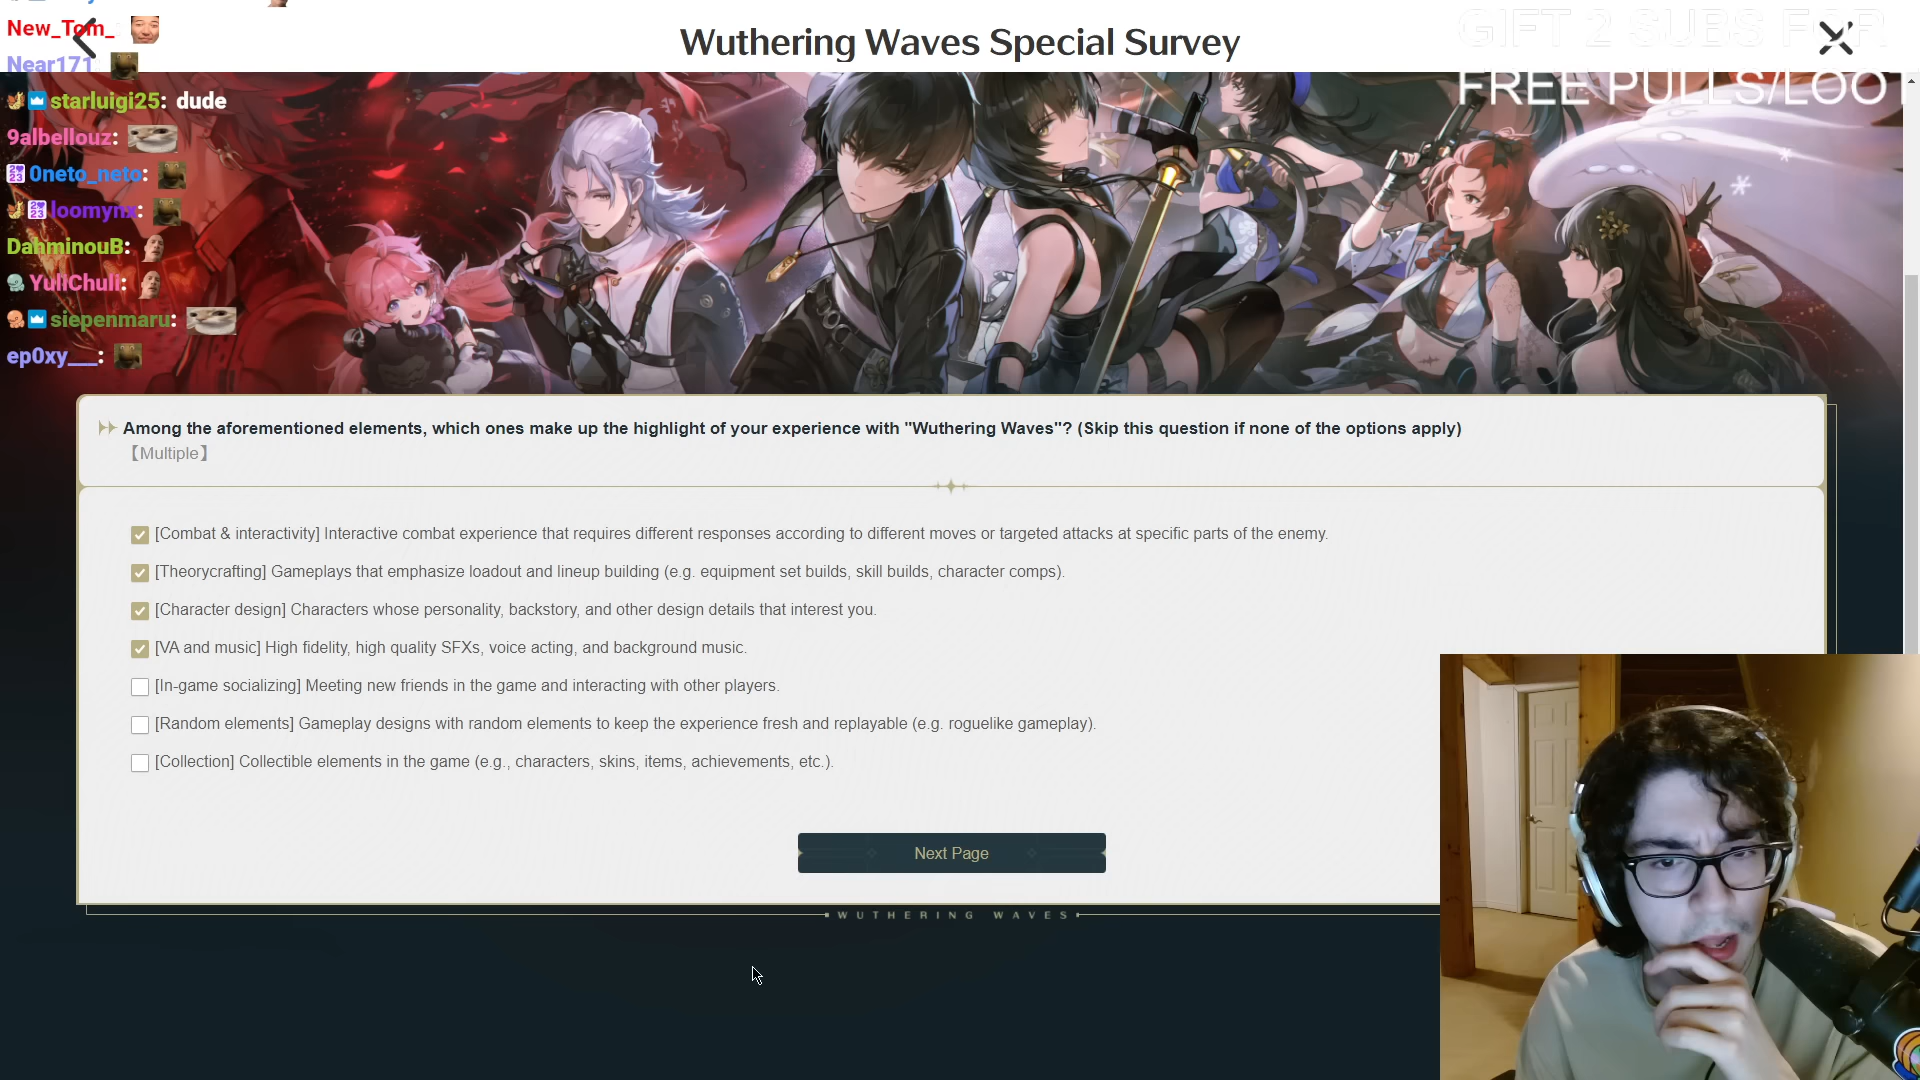 New_Tom_
Wuthering Waves Special Survey
GIFT 2 SUBS FOR
Near171
FREE PULLS/LOOT
starluigi25: dude
9albellouz:
0neto_neto:
loomynx:
DahminouB:
YuliChuli:
siepenmaru:
ep0xy___:
Among the aforementioned elements, which ones make up the highlight of your experience with "Wuthering Waves"? (Skip this question if none of the options apply)
【Multiple】
[Combat & interactivity] Interactive combat experience that requires different responses according to different moves or targeted attacks at specific parts of the enemy.
[Theorycrafting] Gameplays that emphasize loadout and lineup building (e.g. equipment set builds, skill builds, character comps).
[Character design] Characters whose personality, backstory, and other design details that interest you.
[VA and music] High fidelity, high quality SFXs, voice acting, and background music.
[In-game socializing] Meeting new friends in the game and interacting with other players.
[Random elements] Gameplay designs with random elements to keep the experience fresh and replayable (e.g. roguelike gameplay).
[Collection] Collectible elements in the game (e.g., characters, skins, items, achievements, etc.).
Next Page
WUTHERING WAVES